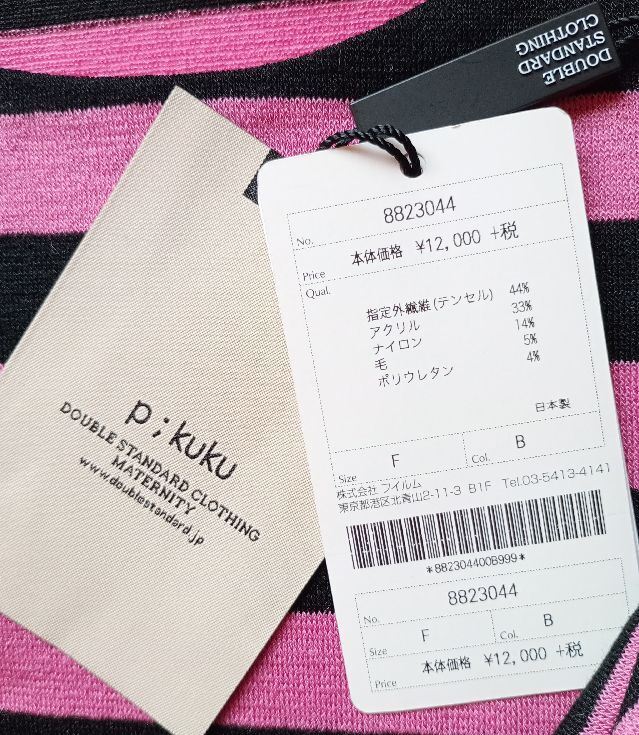 DOUBLE
STANDARD
CLOTHING
p;kuku
DOUBLE STANDARD CLOTHING
MATERNITY
www.doublestandard.jp
No. 8823044
Price 本体価格 ¥12,000 +税
Qual.
指定外繊維(テンセル) 44%
アクリル 33%
ナイロン 14%
毛 5%
ポリウレタン 4%
日本製
Size F Col. B
株式会社 フイルム
東京都港区北青山2-11-3 B1F Tel.03-5413-4141
*882304400B999*
No. 8823044
Size F Col. B
Price 本体価格 ¥12,000 +税